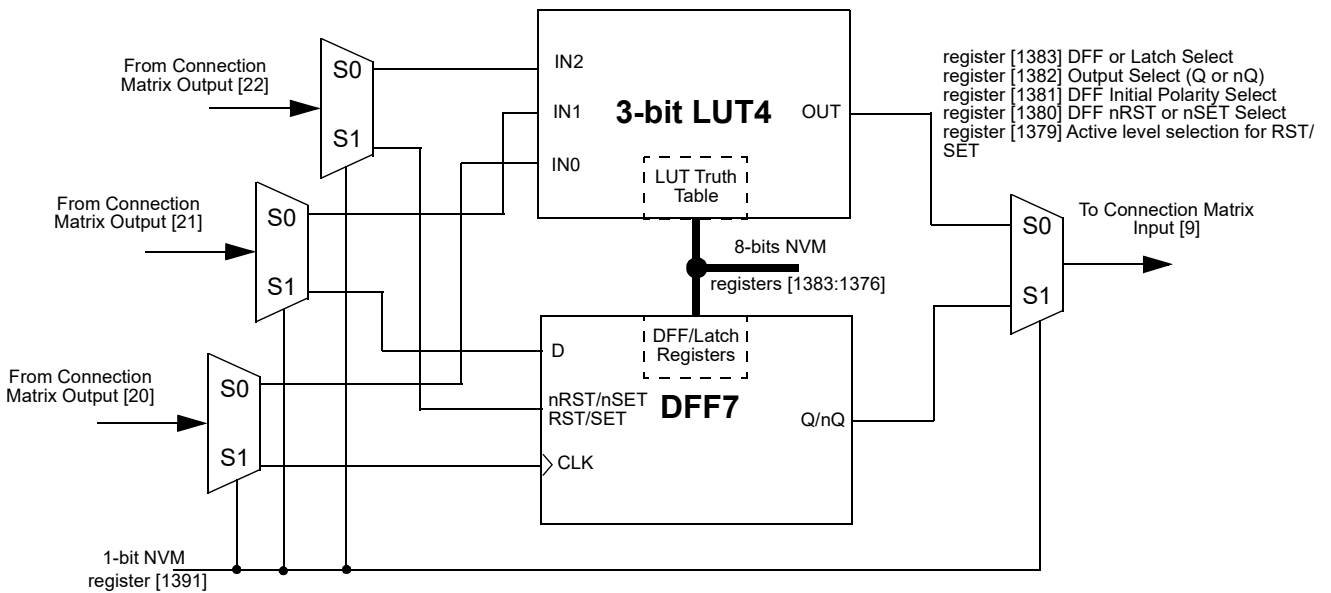 From Connection
Matrix Output [22]
S0
S1
IN2
IN1
IN0
3-bit LUT4
OUT
LUT Truth
Table
register [1383] DFF or Latch Select
register [1382] Output Select (Q or nQ)
register [1381] DFF Initial Polarity Select
register [1380] DFF nRST or nSET Select
register [1379] Active level selection for RST/
SET
From Connection
Matrix Output [21]
S0
S1
8-bits NVM
registers [1383:1376]
S0
S1
To Connection Matrix
Input [9]
From Connection
Matrix Output [20]
S0
S1
DFF/Latch
Registers
D
nRST/nSET
RST/SET
DFF7
Q/nQ
CLK
1-bit NVM
register [1391]